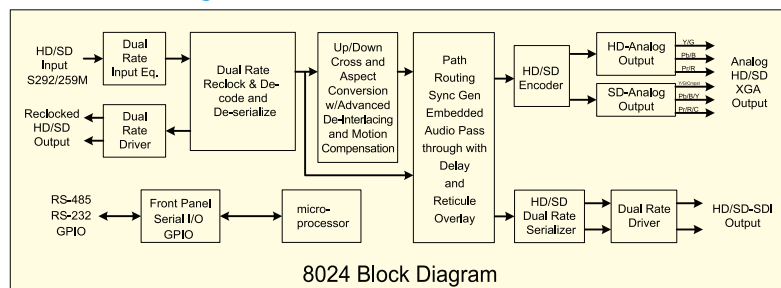 HD/SD
Input
S292/259M
Dual
Rate
Input Eq.
Reclocked
HD/SD
Output
Dual
Rate
Driver
Dual Rate
Reclock & De-
code and
De-serialize
Up/Down
Cross and
Aspect
Conversion
w/Advanced
De-Interlacing
and Motion
Compensation
Path
Routing
Sync Gen
Embedded
Audio Pass
through with
Delay
and
Reticule
Overlay
HD/SD
Encoder
HD-Analog
Output
Y/G
Pb/B
Pr/R
SD-Analog
Output
Pb/B/Y
Pr/R/C
Analog
HD/SD
XGA
Output
RS-485
RS-232
GPIO
Front Panel
Serial I/O
GPIO
micro-
processor
HD/SD
Dual Rate
Serializer
Dual Rate
Driver
HD/SD-SDI
Output
8024 Block Diagram